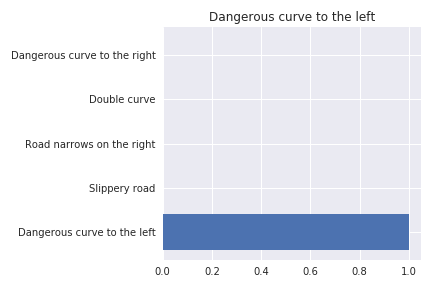 Dangerous curve to the left
Dangerous curve to the right
Double curve
Road narrows on the right
Slippery road
Dangerous curve to the left
0.0 0.2 0.4 0.6 0.8 1.0